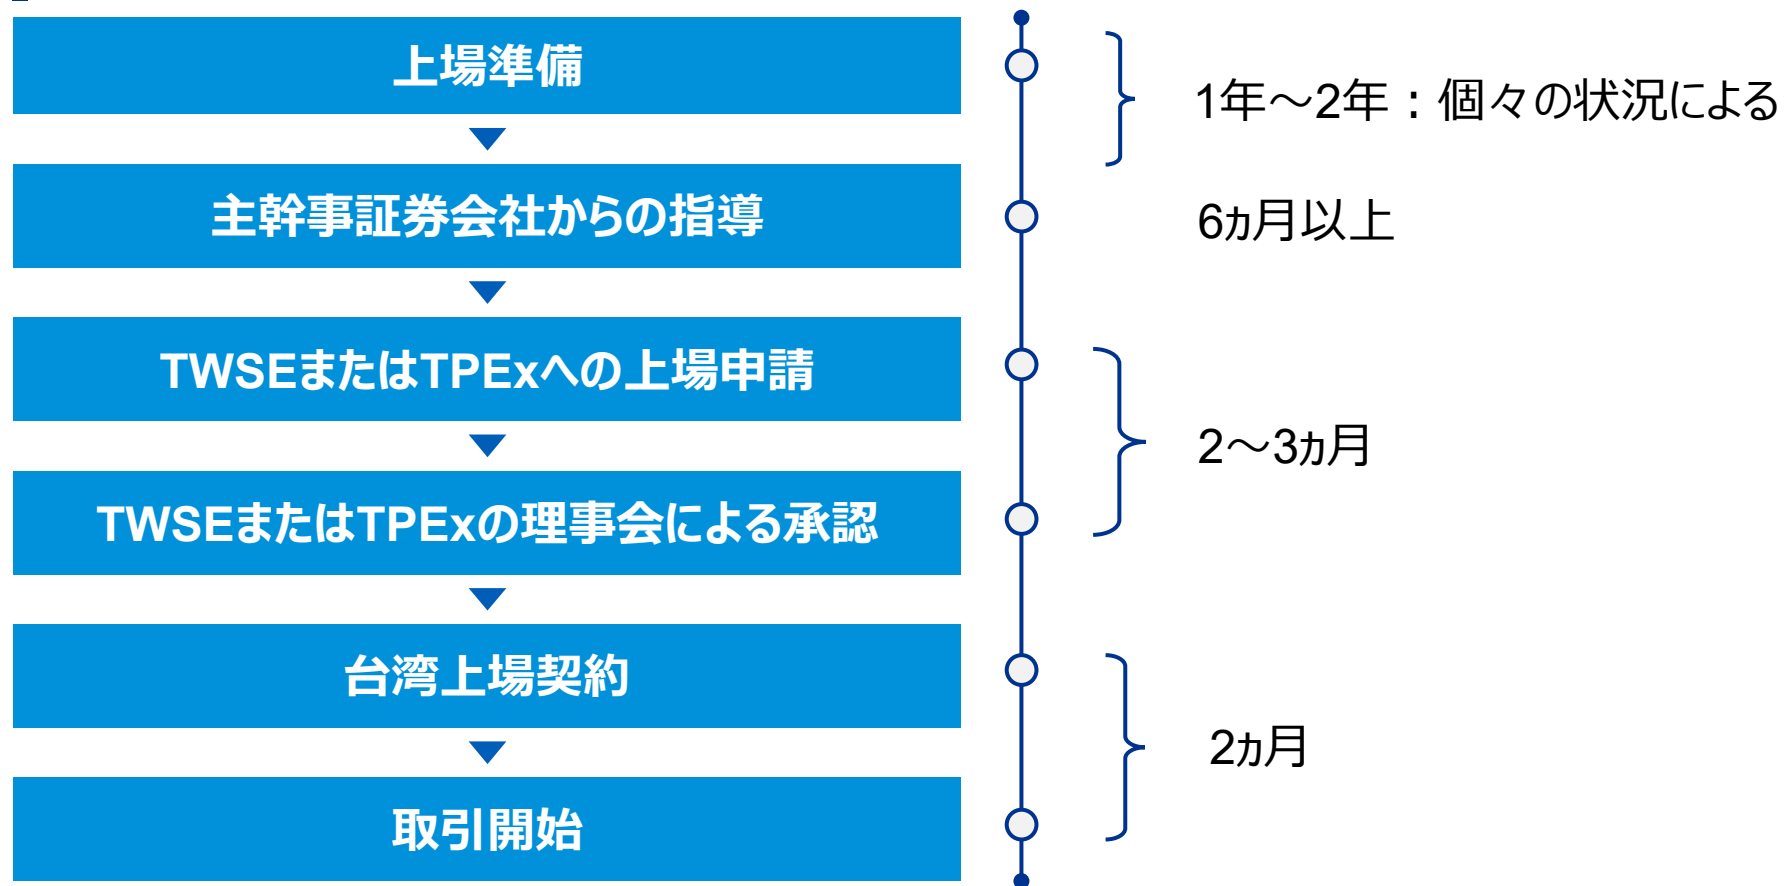 上場準備
1年～2年：個々の状況による
主幹事証券会社からの指導
6ヵ月以上
TWSEまたはTPExへの上場申請
2～3ヵ月
TWSEまたはTPExの理事会による承認
台湾上場契約
2ヵ月
取引開始